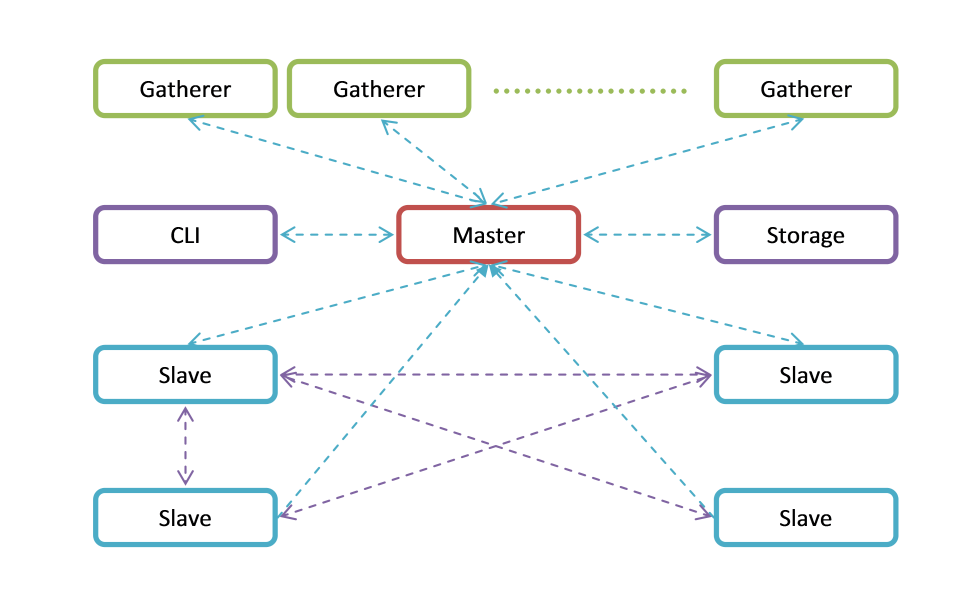 Gatherer
Gatherer
Gatherer
CLI
Master
Storage
Slave
Slave
Slave
Slave